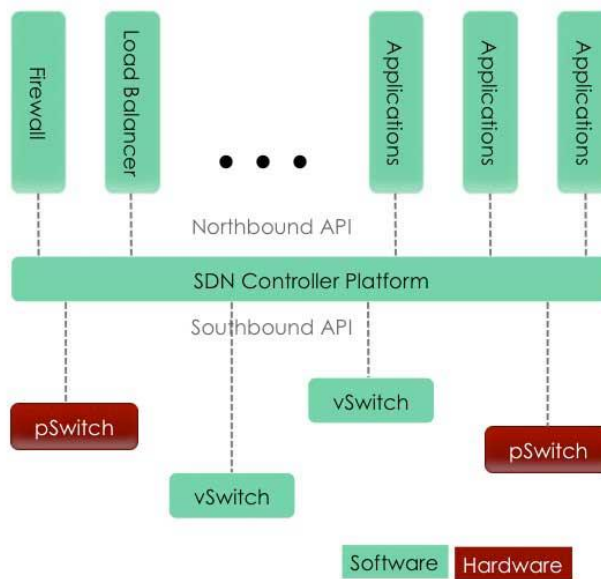 Firewall
Load Balancer
Applications
Applications
Applications
Northbound API
SDN Controller Platform
Southbound API
vSwitch
pSwitch
pSwitch
vSwitch
Software
Hardware